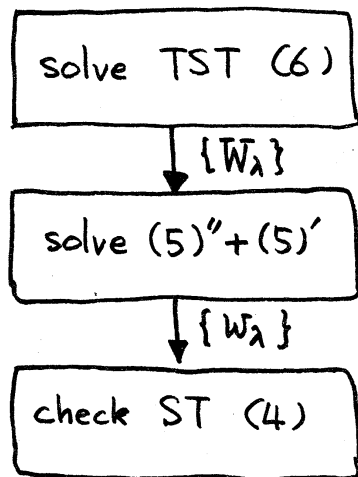 solve TST (6)
{W̅λ}
solve (5)″+(5)′
{Wλ}
check ST (4)